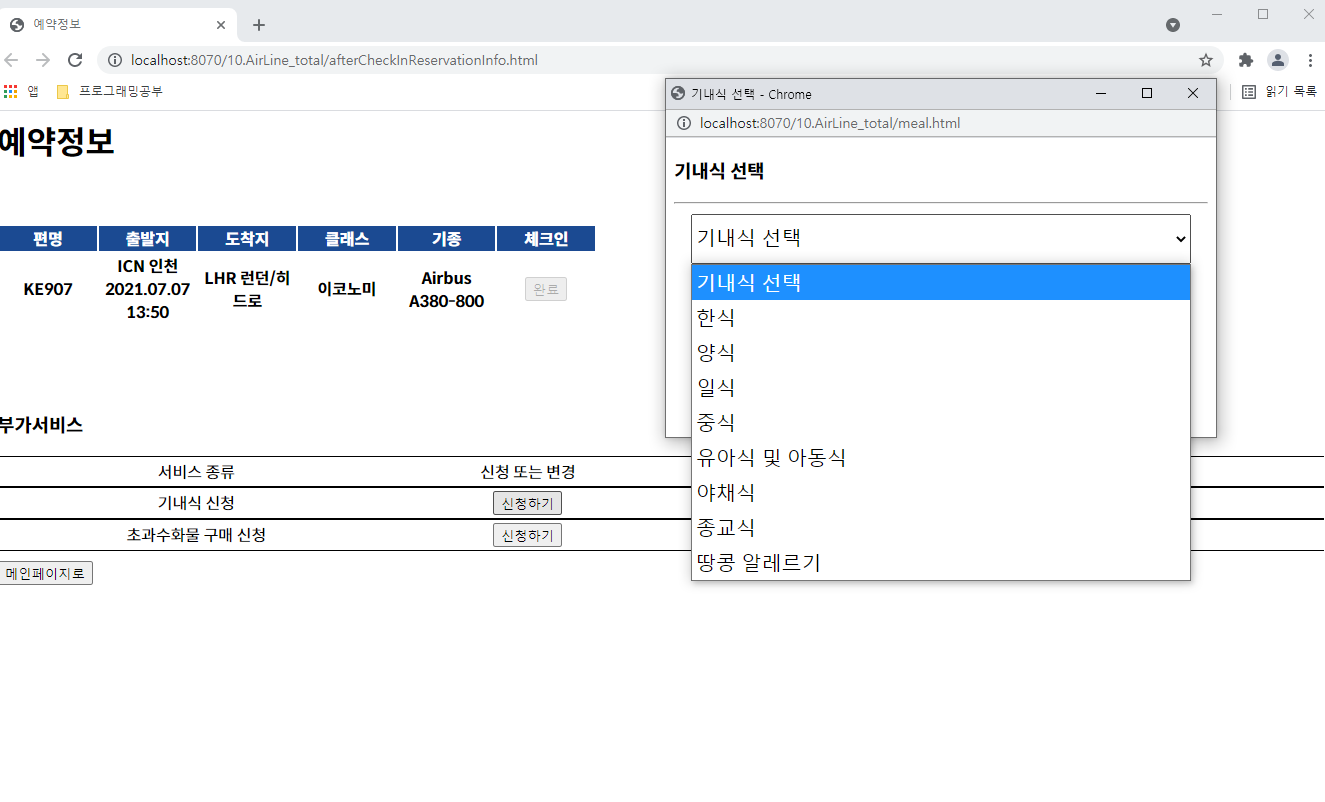 예약정보
localhost:8070/10.AirLine_total/afterCheckInReservationInfo.html
앱 프로그래밍공부
읽기 목록
예약정보
편명 출발지 도착지 클래스 기종 체크인
KE907 ICN 인천 2021.07.07 13:50 LHR 런던/히드로 이코노미 Airbus A380-800 완료
부가서비스
서비스 종류 신청 또는 변경
기내식 신청 신청하기
초과수화물 구매 신청 신청하기
메인페이지로
기내식 선택 - Chrome
localhost:8070/10.AirLine_total/meal.html
기내식 선택
기내식 선택
기내식 선택
한식
양식
일식
중식
유아식 및 아동식
야채식
종교식
땅콩 알레르기